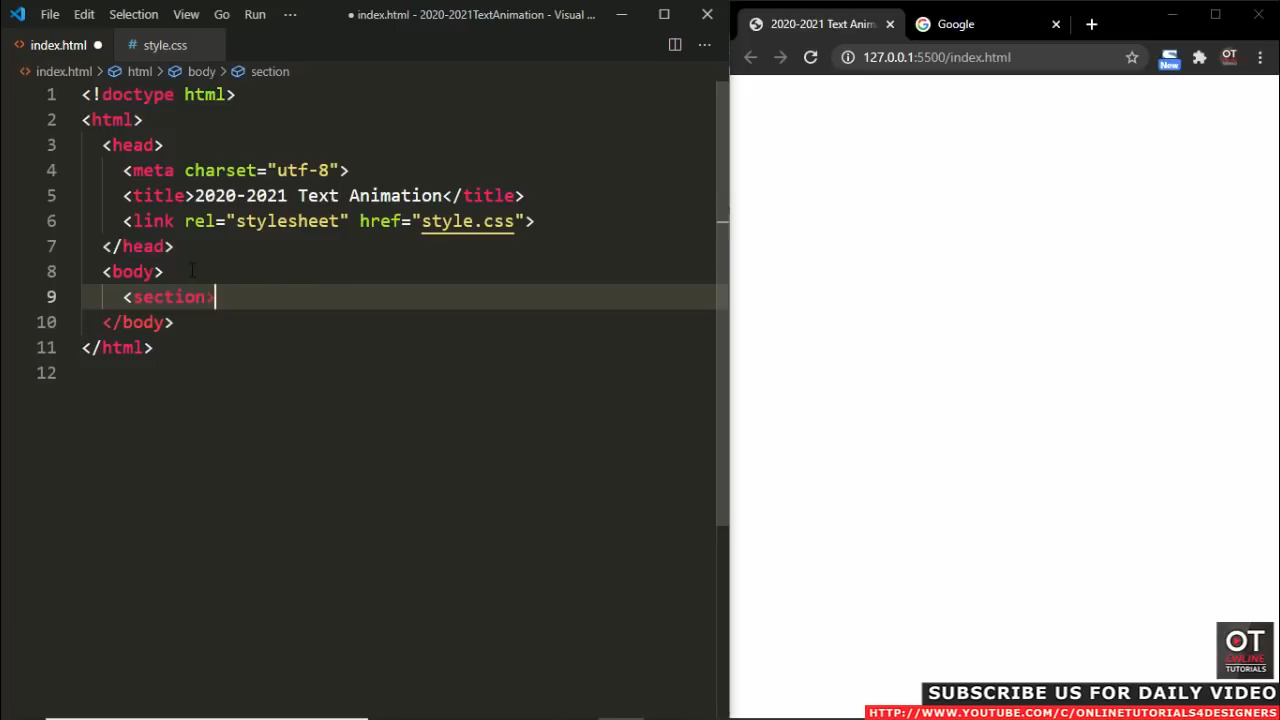 File Edit Selection View Go Run ··· ● index.html - 2020-2021TextAnimation - Visual ...
index.html ● # style.css
index.html > html > body > section
1 <!doctype html>
2 <html>
3 <head>
4 <meta charset="utf-8">
5 <title>2020-2021 Text Animation</title>
6 <link rel="stylesheet" href="style.css">
7 </head>
8 <body>
9 <section>
10 </body>
11 </html>
12
2020-2021 Text Anim
Google
127.0.0.1:5500/index.html
New
OT
OT
ONLINE
TUTORIALS
SUBSCRIBE US FOR DAILY VIDEO
HTTP://WWW.YOUTUBE.COM/C/ONLINETUTORIALS4DESIGNERS